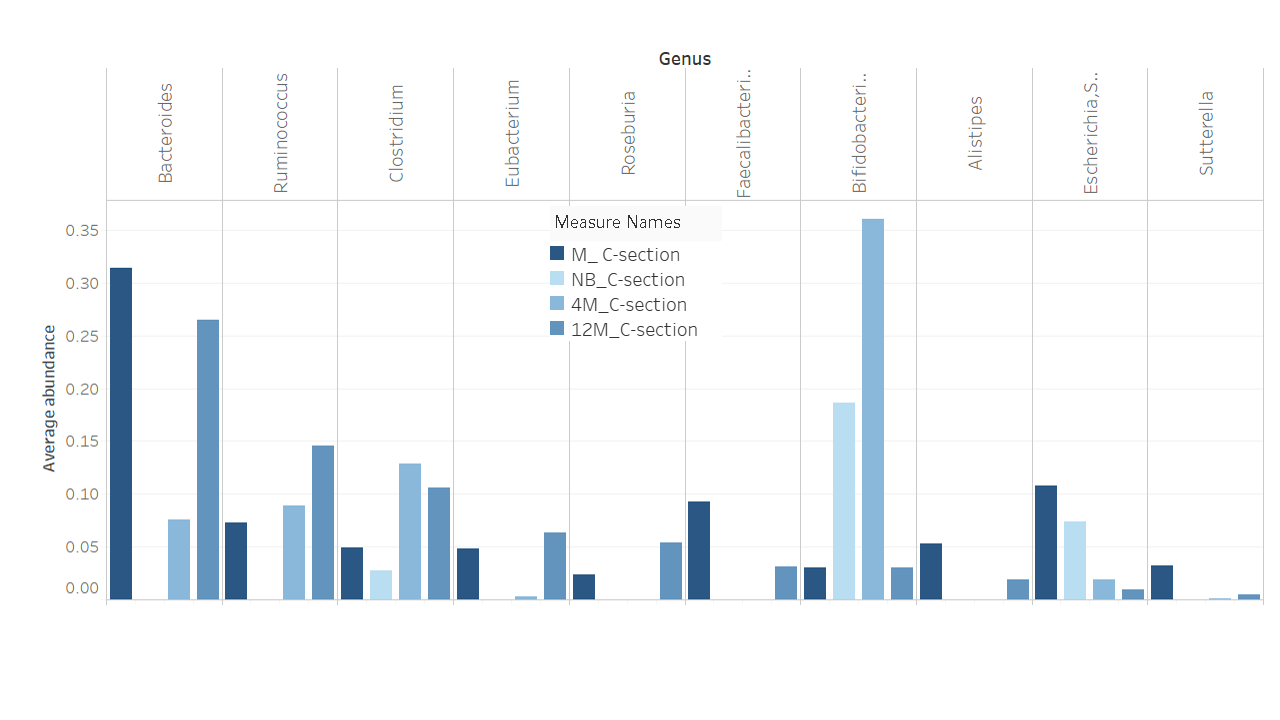 Genus
Bacteroides
Ruminococcus
Clostridium
Eubacterium
Roseburia
Faecalibacteri..
Bifidobacteri..
Alistipes
Escherichia,S..
Sutterella
Measure Names
M_ C-section
NB_C-section
4M_C-section
12M_C-section
Average abundance
0.35
0.30
0.25
0.20
0.15
0.10
0.05
0.00